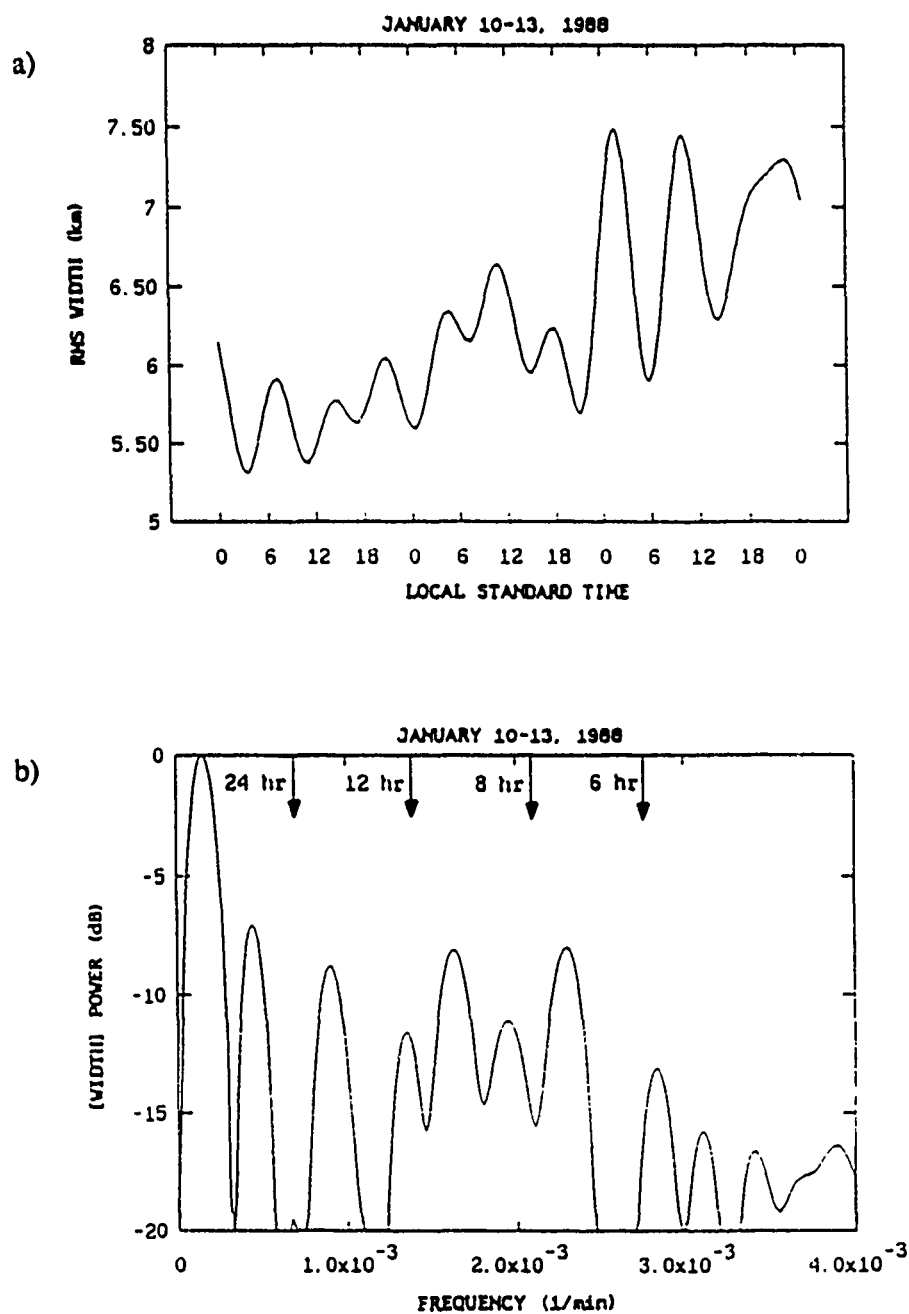 a)
JANUARY 10-13, 1988
8
7.50
7
6.50
6
5.50
5
RMS WIDTH (km)
0 6 12 18 0 6 12 18 0 6 12 18 0
LOCAL STANDARD TIME
b)
JANUARY 10-13, 1988
24 hr 12 hr 8 hr 6 hr
0
-5
-10
-15
-20
[WIDTH] POWER (dB)
0 1.0x10⁻³ 2.0x10⁻³ 3.0x10⁻³ 4.0x10⁻³
FREQUENCY (1/min)